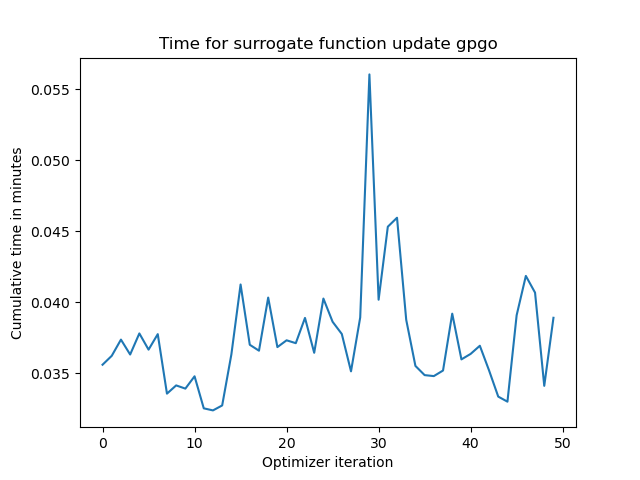 Time for surrogate function update gpgo
0.055
0.050
0.045
0.040
0.035
Cumulative time in minutes
0 10 20 30 40 50
Optimizer iteration